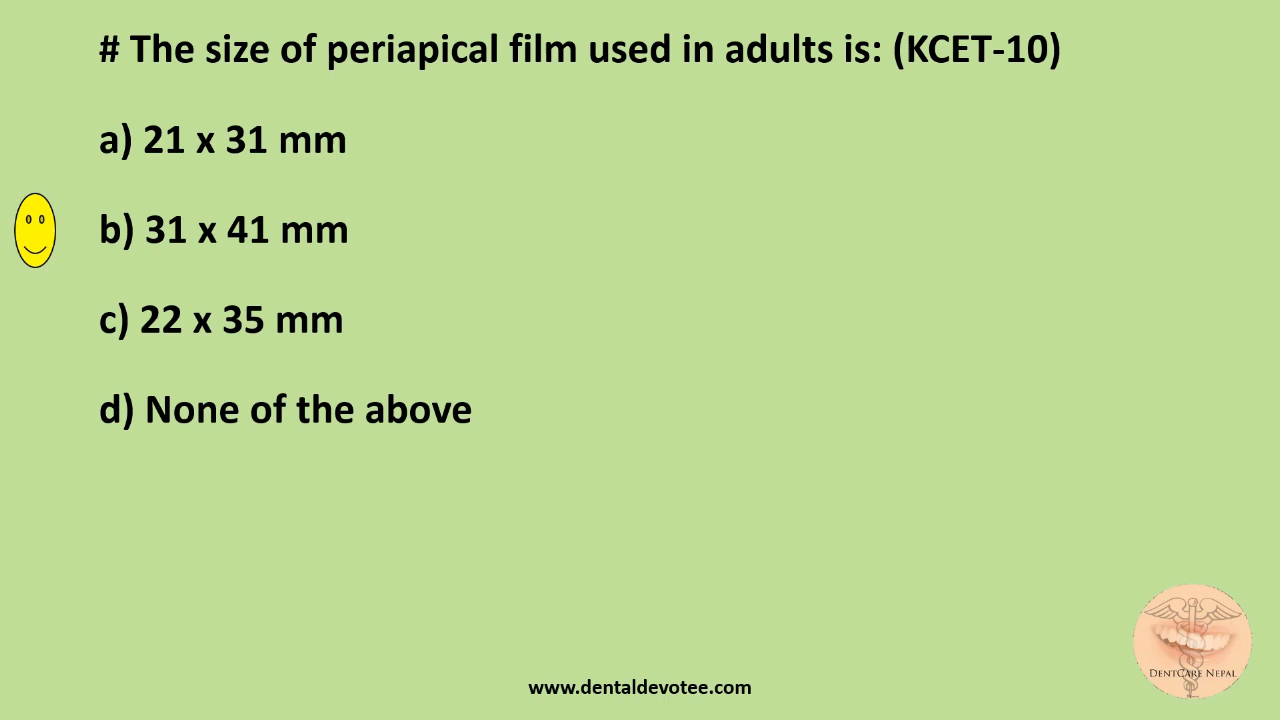 # The size of periapical film used in adults is: (KCET-10)
a) 21 x 31 mm
b) 31 x 41 mm
c) 22 x 35 mm
d) None of the above
DentCare Nepal
www.dentaldevotee.com